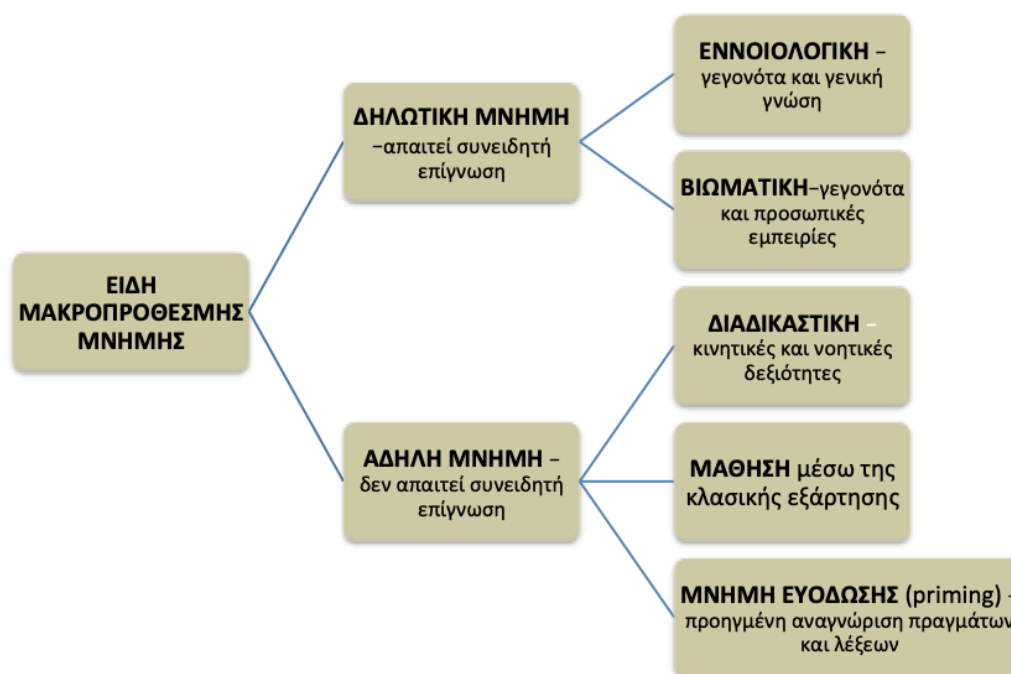 ΕΝΝΟΙΟΛΟΓΙΚΗ –
γεγονότα και γενική
γνώση
ΔΗΛΩΤΙΚΗ ΜΝΗΜΗ
–απαιτεί συνειδητή
επίγνωση
ΒΙΩΜΑΤΙΚΗ–γεγονότα
και προσωπικές
εμπειρίες
ΕΙΔΗ
ΜΑΚΡΟΠΡΟΘΕΣΜΗΣ
ΜΝΗΜΗΣ
ΔΙΑΔΙΚΑΣΤΙΚΗ –
κινητικές και νοητικές
δεξιότητες
ΑΔΗΛΗ ΜΝΗΜΗ –
δεν απαιτεί συνειδητή
επίγνωση
ΜΑΘΗΣΗ μέσω της
κλασικής εξάρτησης
ΜΝΗΜΗ ΕΥΟΔΩΣΗΣ (priming) –
προηγμένη αναγνώριση πραγμάτων
και λέξεων